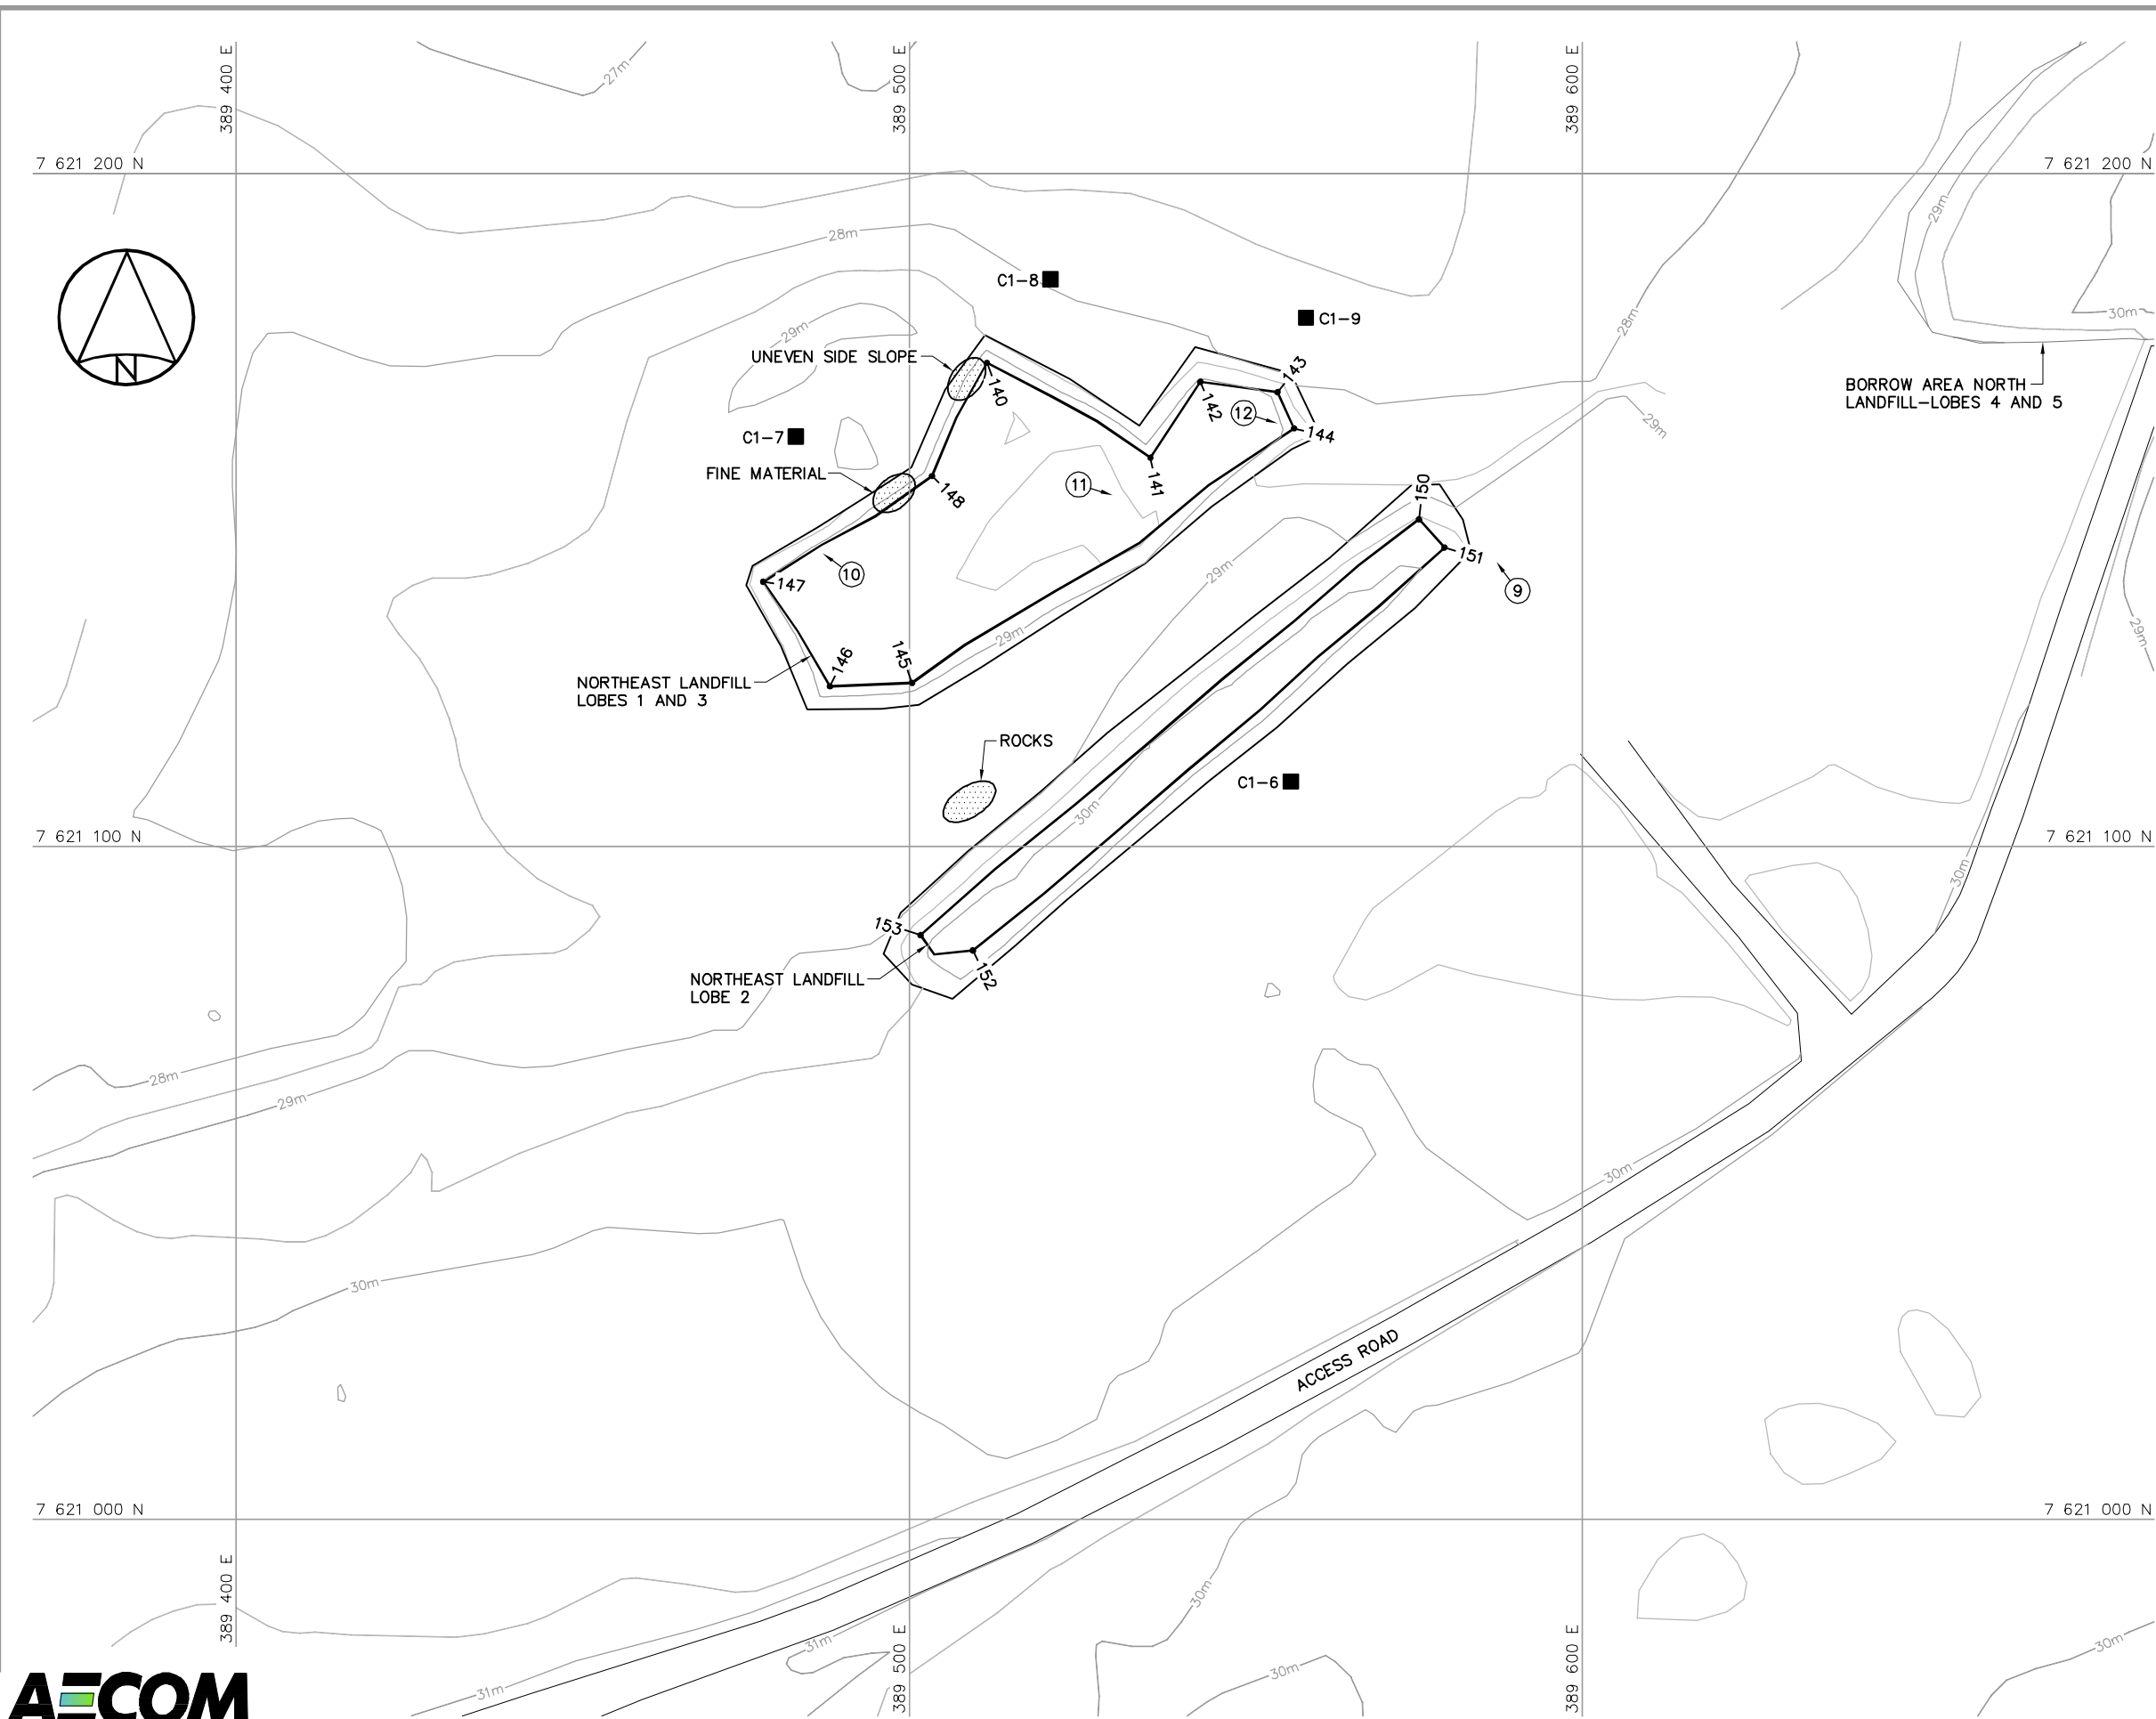 389 400 E
389 500 E
389 600 E
27m
7 621 200 N
7 621 200 N
29m
28m
C1-8
30m
C1-9
28m
29m
UNEVEN SIDE SLOPE
143
140
142
12
BORROW AREA NORTH
LANDFILL-LOBES 4 AND 5
C1-7
144
29m
FINE MATERIAL
141
11
148
150
151
147
10
29m
9
29m
29m
145
146
NORTHEAST LANDFILL
LOBES 1 AND 3
ROCKS
C1-6
30m
7 621 100 N
7 621 100 N
30m
153
NORTHEAST LANDFILL
LOBE 2
152
28m
29m
30m
30m
ACCESS ROAD
7 621 000 N
7 621 000 N
389 400 E
389 500 E
389 600 E
30m
31m
30m
30m
31m
N
AECOM